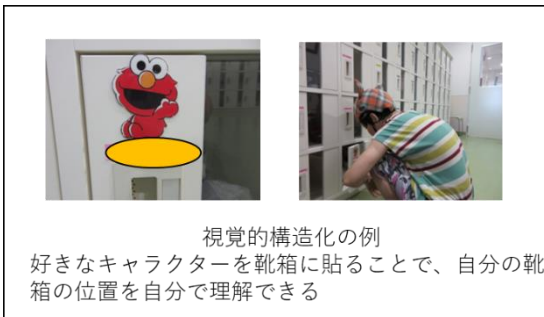 視覚的構造化の例
好きなキャラクターを靴箱に貼ることで、自分の靴
箱の位置を自分で理解できる